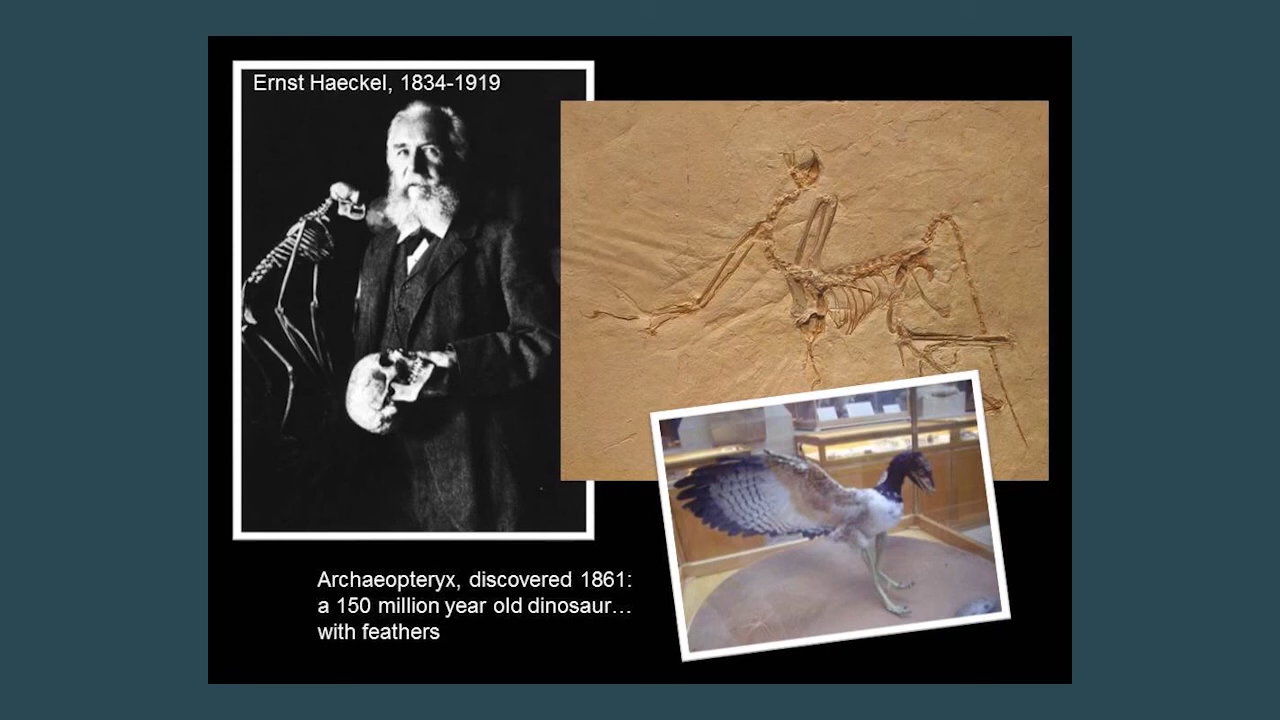 Ernst Haeckel, 1834-1919
Archaeopteryx, discovered 1861:
a 150 million year old dinosaur…
with feathers